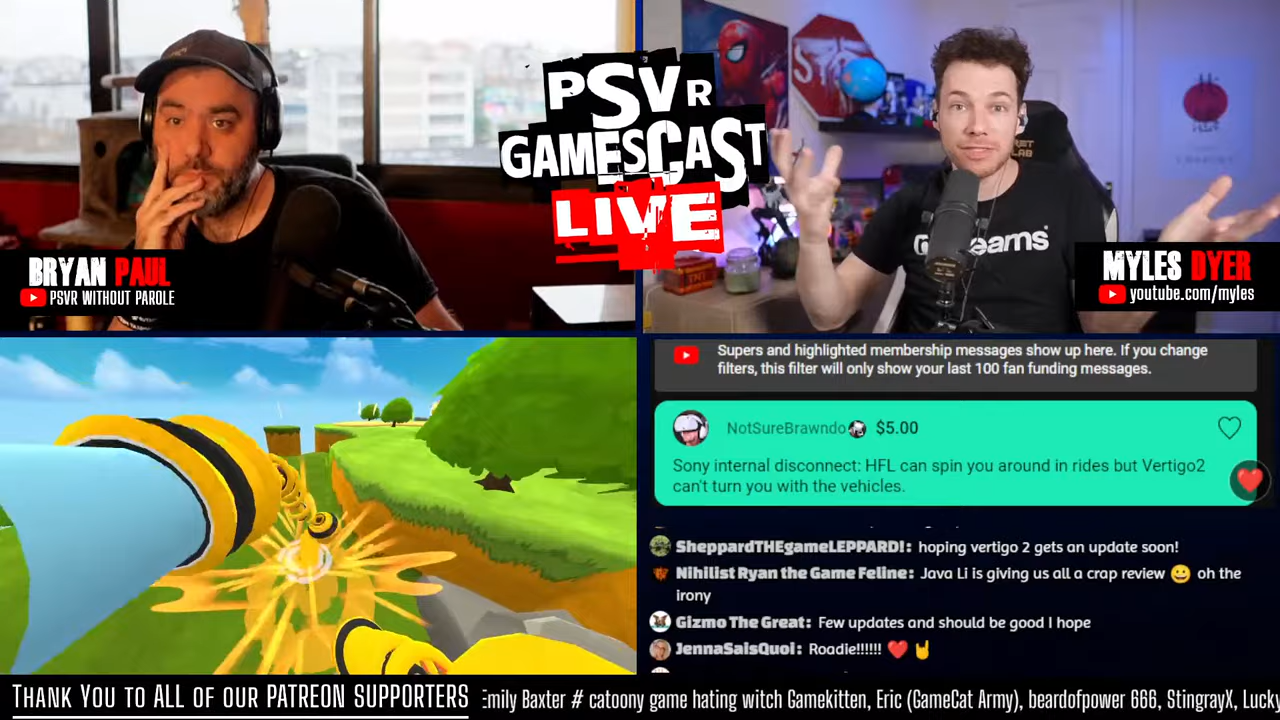 PSVR
GAMESCAST
LIVE
BRYAN PAUL
PSVR WITHOUT PAROLE
MYLES DYER
youtube.com/myles
TNT
Supers and highlighted membership messages show up here. If you change
filters, this filter will only show your last 100 fan funding messages.
NotSureBrawndo $5.00
Sony internal disconnect: HFL can spin you around in rides but Vertigo2
can't turn you with the vehicles.
SheppardTHEgameLEPPARD!: hoping vertigo 2 gets an update soon!
Nihilist Ryan the Game Feline: Java Li is giving us all a crap review 😀 oh the
irony
Gizmo The Great: Few updates and should be good I hope
JennaSaisQuoi: Roadie!!!!!! ❤️ 🤘
THANK YOU TO ALL OF OUR PATREON SUPPORTERS
Emily Baxter # catoony game hating witch Gamekitten, Eric (GameCat Army), beardofpower 666, StingrayX, Lucky